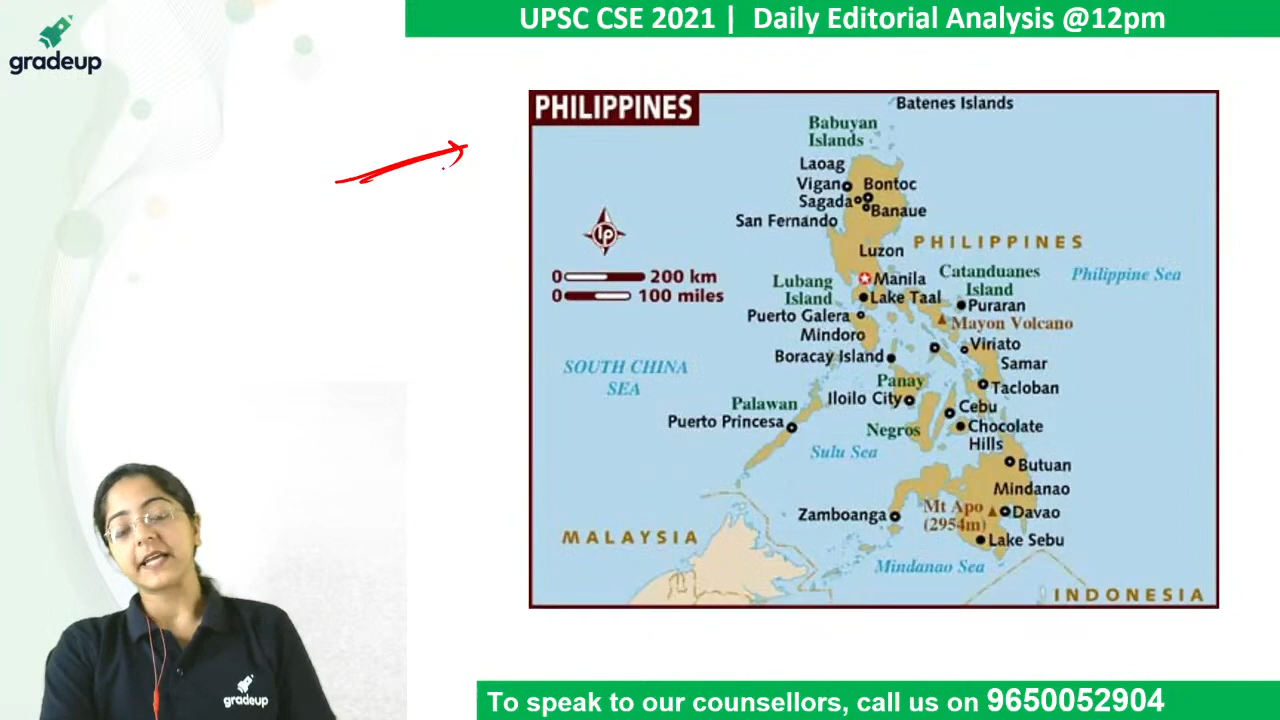 gradeup
UPSC CSE 2021 | Daily Editorial Analysis @12pm
PHILIPPINES
Batenes Islands
Babuyan
Islands
Laoag
Vigan
Bontoc
Sagada
Banaue
San Fernando
PHILIPPINES
Luzon
lp
0 200 km
0 100 miles
Manila
Catanduanes
Island
Philippine Sea
Lubang
Island
Lake Taal
Puraran
Puerto Galera
Mayon Volcano
Mindoro
Viriato
Boracay Island
Samar
SOUTH CHINA
SEA
Panay
Tacloban
Palawan
Iloilo City
Cebu
Puerto Princesa
Negros
Chocolate
Hills
Sulu Sea
Butuan
Mindanao
Zamboanga
Mt Apo
(2954m)
Davao
MALAYSIA
Lake Sebu
Mindanao Sea
INDONESIA
gradeup
To speak to our counsellors, call us on 9650052904